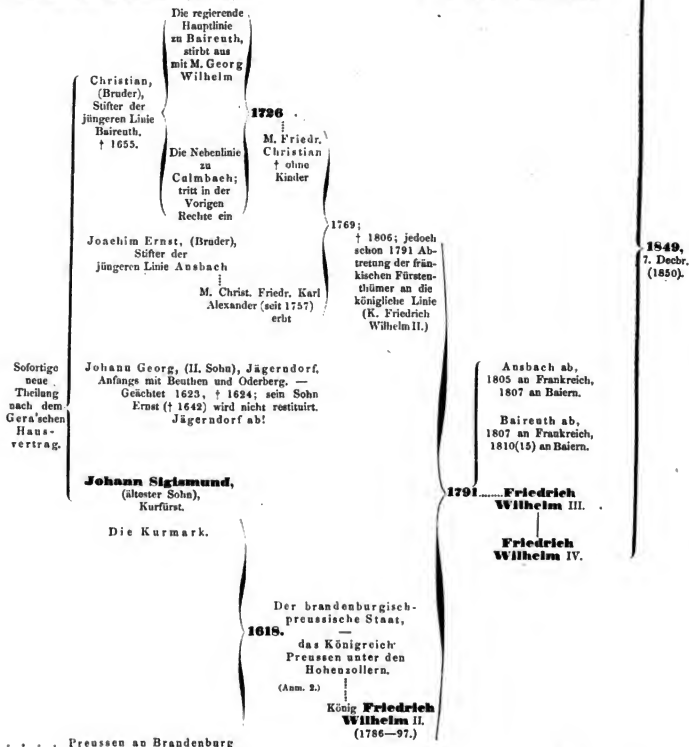 Die regierende
Hauptlinie
zu Baireuth,
stirbt aus
mit M. Georg
Wilhelm
Christian,
(Bruder),
Stifter der
jüngeren Linie
Baireuth.
† 1655.
1726
M. Friedr.
Christian
† ohne
Kinder
Die Nebenlinie
zu
Culmbach;
tritt in der
Vorigen
Rechte ein
1769;
† 1806; jedoch
schon 1791 Ab-
tretung der frän-
kischen Fürsten-
thümer an die
königliche Linie
(K. Friedrich
Wilhelm II.)
Joachim Ernst, (Bruder),
Stifter der
jüngeren Linie Ansbach
M. Christ. Friedr. Karl
Alexander (seit 1757)
erbt
1849,
7. Decbr.
(1850).
Sofortige
neue
Theilung
nach dem
Gera'schen
Haus-
vertrag.
Johann Georg, (II. Sohn), Jägerndorf,
Anfangs mit Beuthen und Oderberg. —
Geächtet 1623, † 1624; sein Sohn
Ernst († 1642) wird nicht restituirt.
Jägerndorf ab!
Ansbach ab,
1805 an Frankreich,
1807 an Baiern.
Baireuth ab,
1807 an Frankreich,
1810(15) an Baiern.
Johann Sigismund,
(ältester Sohn),
Kurfürst.
1791........Friedrich
Wilhelm III.
Friedrich
Wilhelm IV.
Die Kurmark.
1618.
Der brandenburgisch-
preussische Staat,
—
das Königreich
Preussen unter den
Hohenzollern.
(Anm. 2.)
König Friedrich
Wilhelm II.
(1786—97.)
. . . . Preussen an Brandenburg